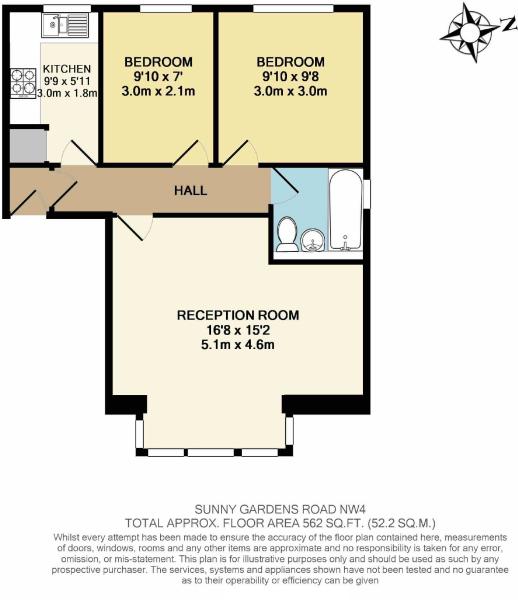 N
KITCHEN
9'9 x 5'11
3.0m x 1.8m
BEDROOM
9'10 x 7'
3.0m x 2.1m
BEDROOM
9'10 x 9'8
3.0m x 3.0m
HALL
RECEPTION ROOM
16'8 x 15'2
5.1m x 4.6m
SUNNY GARDENS ROAD NW4
TOTAL APPROX. FLOOR AREA 562 SQ.FT. (52.2 SQ.M.)
Whilst every attempt has been made to ensure the accuracy of the floor plan contained here, measurements
of doors, windows, rooms and any other items are approximate and no responsibility is taken for any error,
omission, or mis-statement. This plan is for illustrative purposes only and should be used as such by any
prospective purchaser. The services, systems and appliances shown have not been tested and no guarantee
as to their operability or efficiency can be given